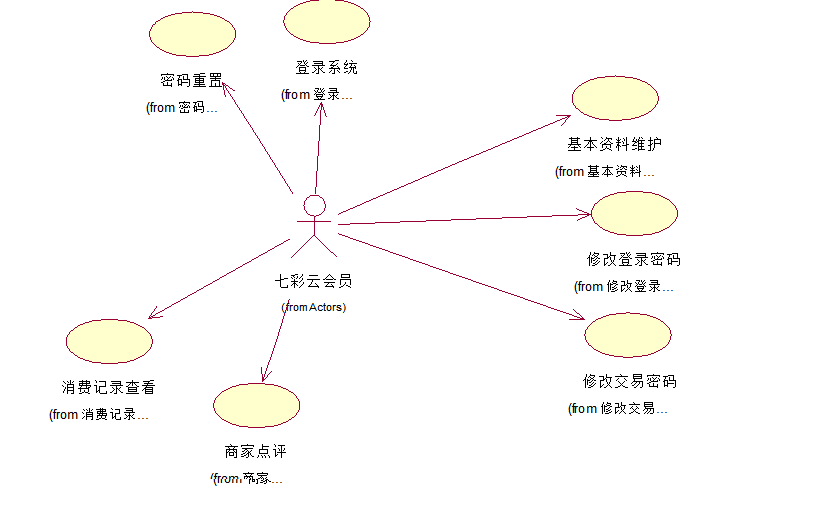 登录系统
(from 登录...
密码重置
(from 密码...
基本资料维护
(from 基本资料...
修改登录密码
(from 修改登录...
七彩云会员
(from Actors)
修改交易密码
(from 修改交易...
消费记录查看
(from 消费记录...
商家点评
(from 商家...